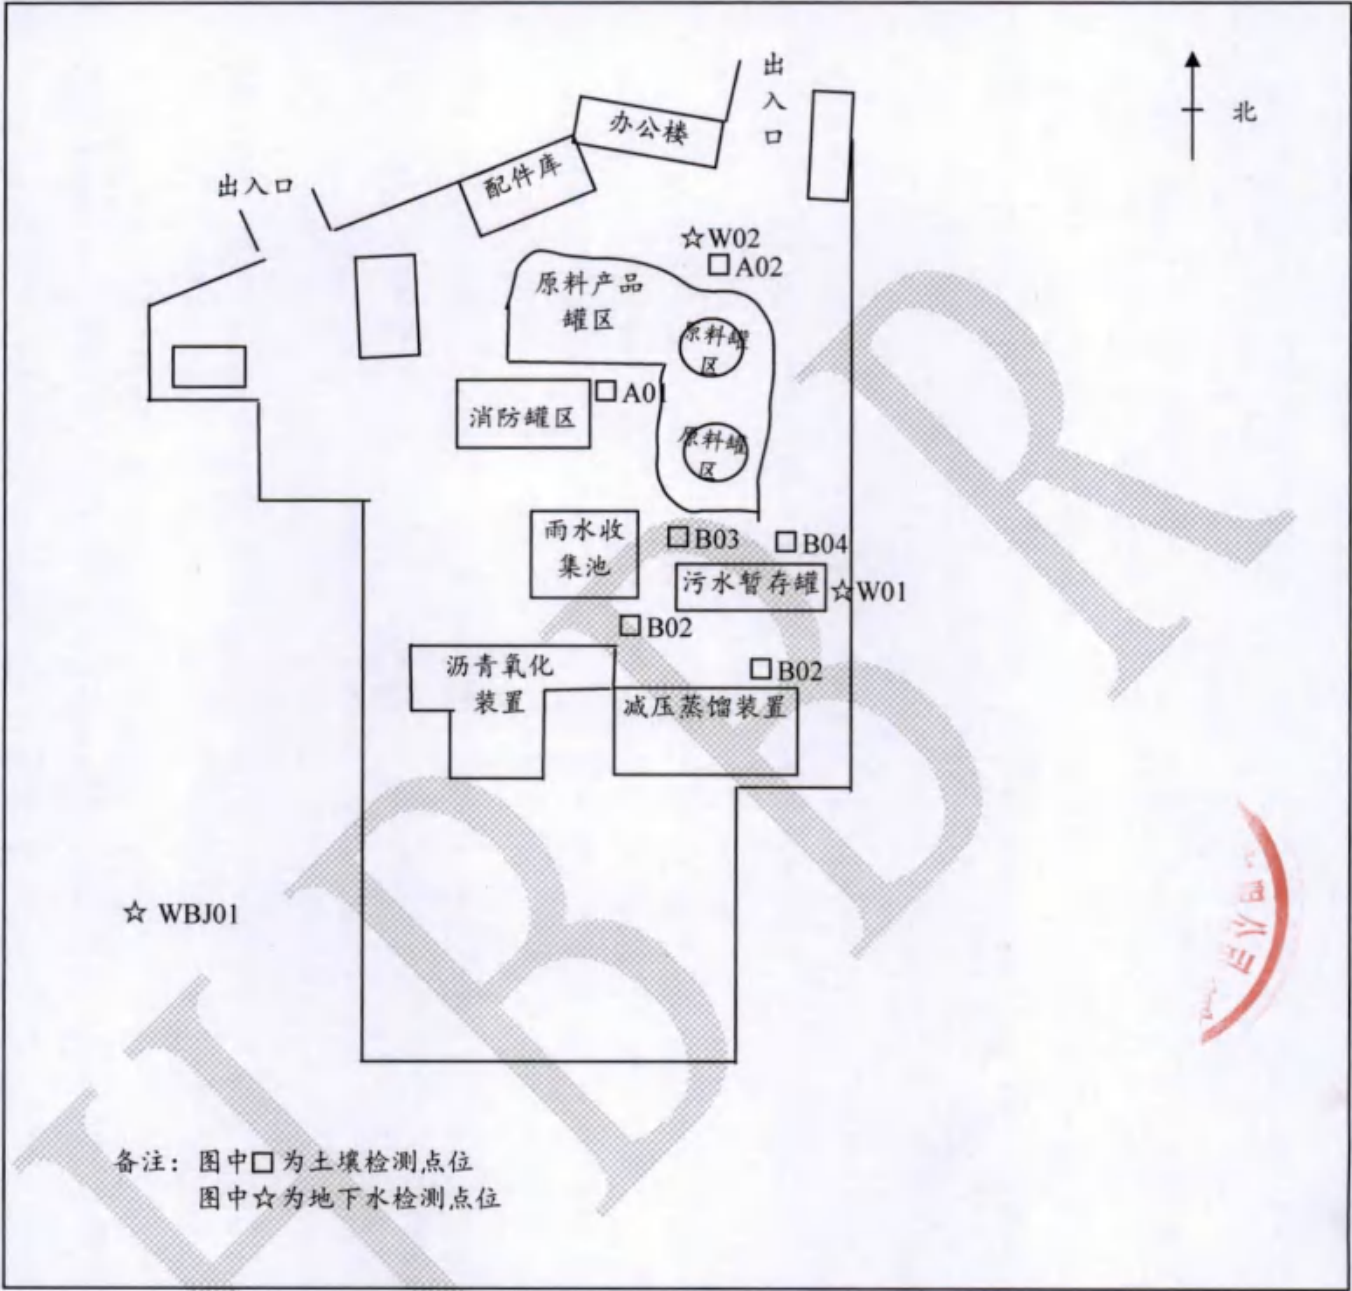 出入口
北
办公楼
配件库
出入口
☆W02
□A02
原料产品
罐区
原料罐
区
□A01
消防罐区
原料罐
区
雨水收
集池
□B03
□B04
污水暂存罐
☆W01
□B02
沥青氧化
装置
□B02
减压蒸馏装置
☆ WBJ01
备注：图中□为土壤检测点位
图中☆为地下水检测点位